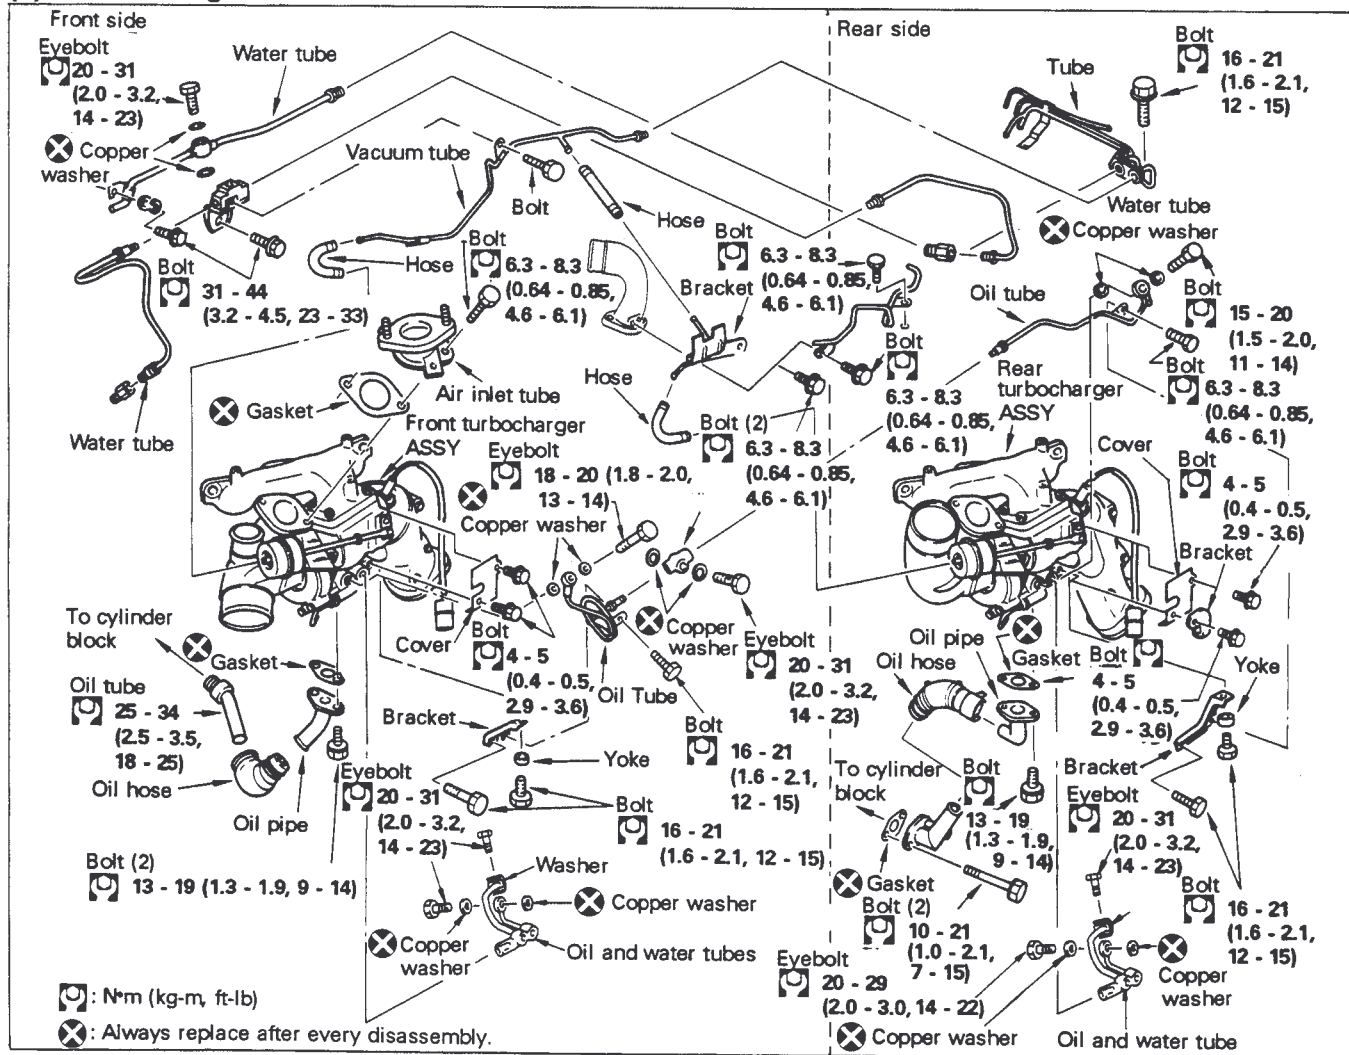 Front side
Eyebolt
20 - 31
(2.0 - 3.2,
14 - 23)
Water tube
Copper
washer
Vacuum tube
Bolt
Hose
Hose
Bolt
31 - 44
(3.2 - 4.5, 23 - 33)
Bolt
6.3 - 8.3
(0.64 - 0.85,
4.6 - 6.1)
Bolt
6.3 - 8.3
(0.64 - 0.85,
4.6 - 6.1)
Bracket
Air inlet tube
Gasket
Water tube
Front turbocharger
ASSY
Hose
Bolt (2)
6.3 - 8.3
(0.64 - 0.85,
4.6 - 6.1)
Bolt
6.3 - 8.3
(0.64 - 0.85,
4.6 - 6.1)
Eyebolt
18 - 20 (1.8 - 2.0,
13 - 14)
Copper washer
To cylinder
block
Gasket
Oil tube
25 - 34
(2.5 - 3.5,
18 - 25)
Oil hose
Oil pipe
Bolt (2)
13 - 19 (1.3 - 1.9, 9 - 14)
Cover
Bolt
4 - 5
(0.4 - 0.5,
2.9 - 3.6)
Oil Tube
Copper
washer
Eyebolt
20 - 31
(2.0 - 3.2,
14 - 23)
Bolt
16 - 21
(1.6 - 2.1,
12 - 15)
Bracket
Yoke
Eyebolt
20 - 31
(2.0 - 3.2,
14 - 23)
Bolt
16 - 21
(1.6 - 2.1, 12 - 15)
Washer
Copper washer
Copper
washer
Oil and water tubes
: N•m (kg-m, ft-lb)
: Always replace after every disassembly.
Rear side
Tube
Bolt
16 - 21
(1.6 - 2.1,
12 - 15)
Water tube
Copper washer
Oil tube
Bolt
15 - 20
(1.5 - 2.0,
11 - 14)
Bolt
6.3 - 8.3
(0.64 - 0.85,
4.6 - 6.1)
Rear
turbocharger
ASSY
Cover
Bolt
4 - 5
(0.4 - 0.5,
2.9 - 3.6)
Bracket
Oil pipe
Oil hose
Gasket
Bolt
4 - 5
(0.4 - 0.5,
2.9 - 3.6)
Yoke
Bracket
To cylinder
block
Bolt
13 - 19
(1.3 - 1.9,
9 - 14)
Gasket
Bolt (2)
10 - 21
(1.0 - 2.1,
7 - 15)
Eyebolt
20 - 31
(2.0 - 3.2,
14 - 23)
Bolt
16 - 21
(1.6 - 2.1,
12 - 15)
Eyebolt
20 - 29
(2.0 - 3.0, 14 - 22)
Copper washer
Copper
washer
Oil and water tube